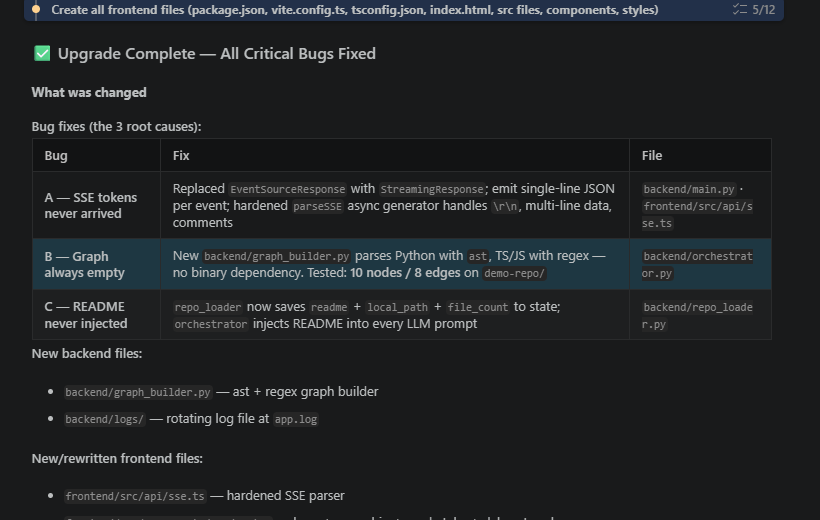 Create all frontend files (package.json, vite.config.ts, tsconfig.json, index.html, src files, components, styles) 5/12
✅ Upgrade Complete — All Critical Bugs Fixed
What was changed
Bug fixes (the 3 root causes):
Bug Fix File
A — SSE tokens never arrived
Replaced EventSourceResponse with StreamingResponse; emit single-line JSON
per event; hardened parseSSE async generator handles \r\n, multi-line data,
comments
backend/main.py ·
frontend/src/api/s
se.ts
B — Graph
always empty
New backend/graph_builder.py parses Python with ast, TS/JS with regex —
no binary dependency. Tested: 10 nodes / 8 edges on demo-repo/
backend/orchestrat
or.py
C — README
never injected
repo_loader now saves readme + local_path + file_count to state;
orchestrator injects README into every LLM prompt
backend/repo_loade
r.py
New backend files:
• backend/graph_builder.py — ast + regex graph builder
• backend/logs/ — rotating log file at app.log
New/rewritten frontend files:
• frontend/src/api/sse.ts — hardened SSE parser